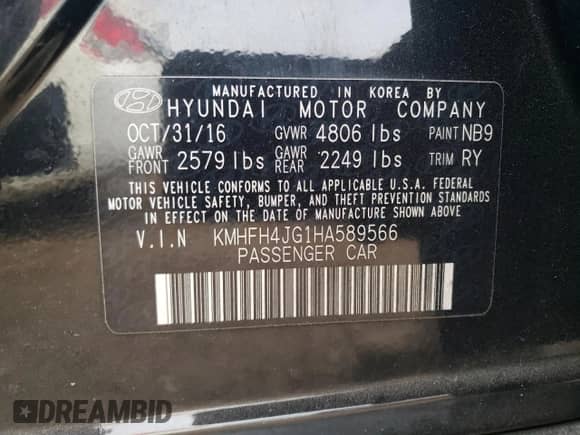 MANUFACTURED IN KOREA BY
HYUNDAI MOTOR COMPANY
OCT/31/16 GVWR 4806 lbs PAINT NB9
GAWR FRONT 2579 lbs GAWR REAR 2249 lbs TRIM RY
THIS VEHICLE CONFORMS TO ALL APPLICABLE U.S.A. FEDERAL
MOTOR VEHICLE SAFETY, BUMPER, AND THEFT PREVENTION STANDARDS
IN EFFECT ON THE DATE OF MANUFACTURE SHOWN ABOVE
V.I.N KMHFH4JG1HA589566
PASSENGER CAR
DREAMBID